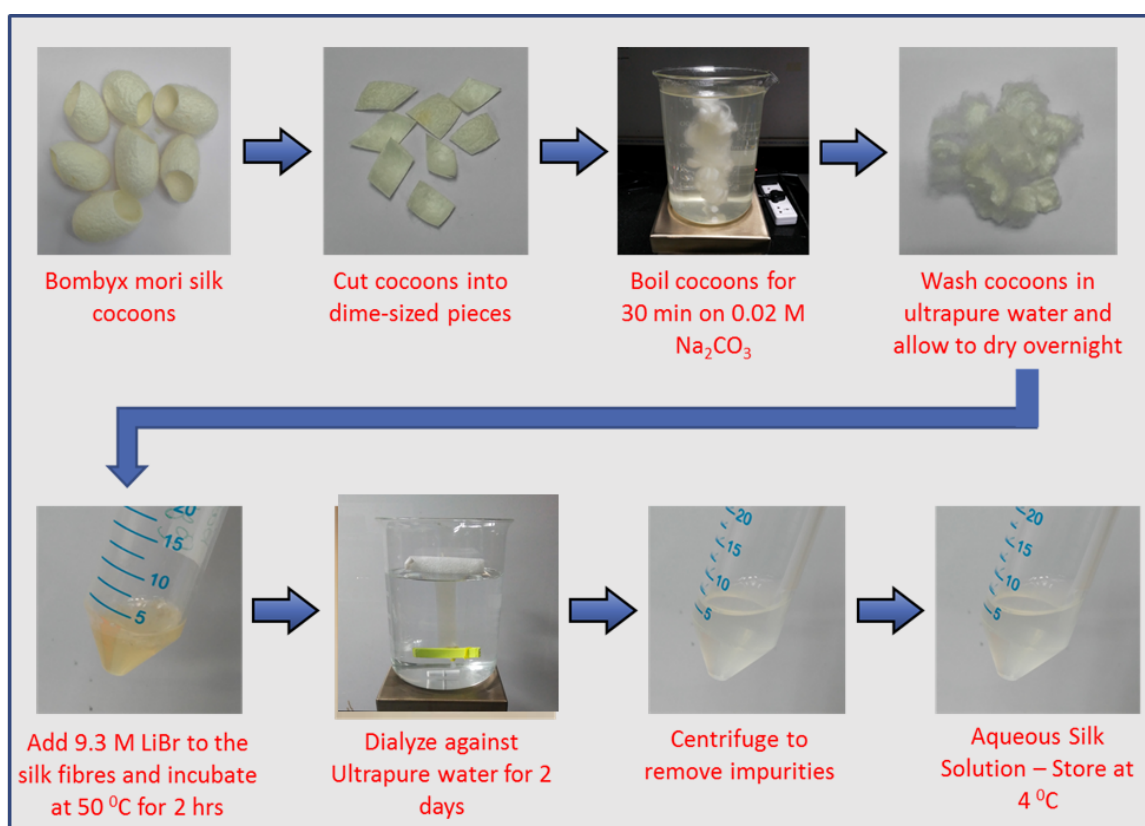 Bombyx mori silk
cocoons
Cut cocoons into
dime-sized pieces
Boil cocoons for
30 min on 0.02 M
Na₂CO₃
Wash cocoons in
ultrapure water and
allow to dry overnight
20
15
10
5
Add 9.3 M LiBr to the
silk fibres and incubate
at 50 ⁰C for 2 hrs
Dialyze against
Ultrapure water for 2
days
20
15
10
5
Centrifuge to
remove impurities
20
15
10
5
Aqueous Silk
Solution – Store at
4 ⁰C